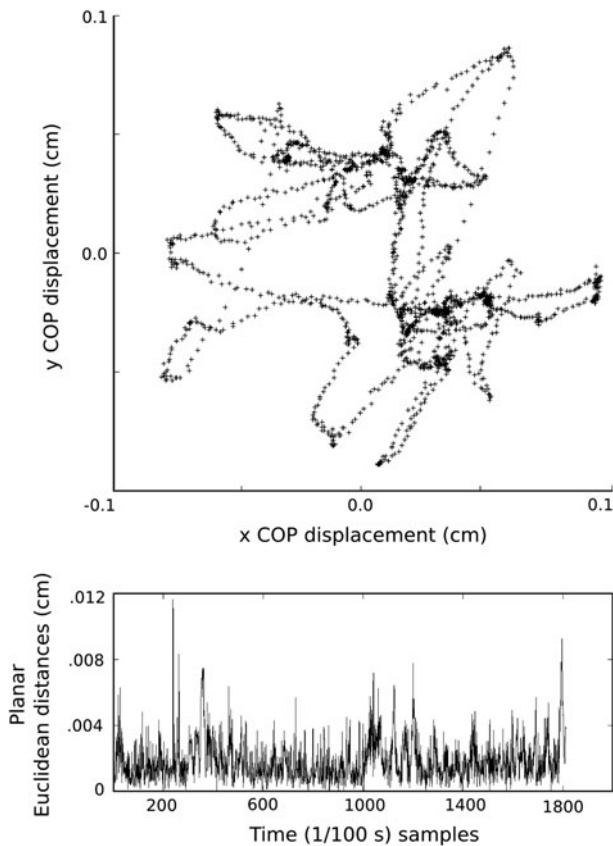 0.1
y COP displacement (cm)
0.0
-0.1
0.0
0.1
x COP displacement (cm)
Planar
Euclidean distances (cm)
.012
.008
.004
0
200
600
1000
1400
1800
Time (1/100 s) samples